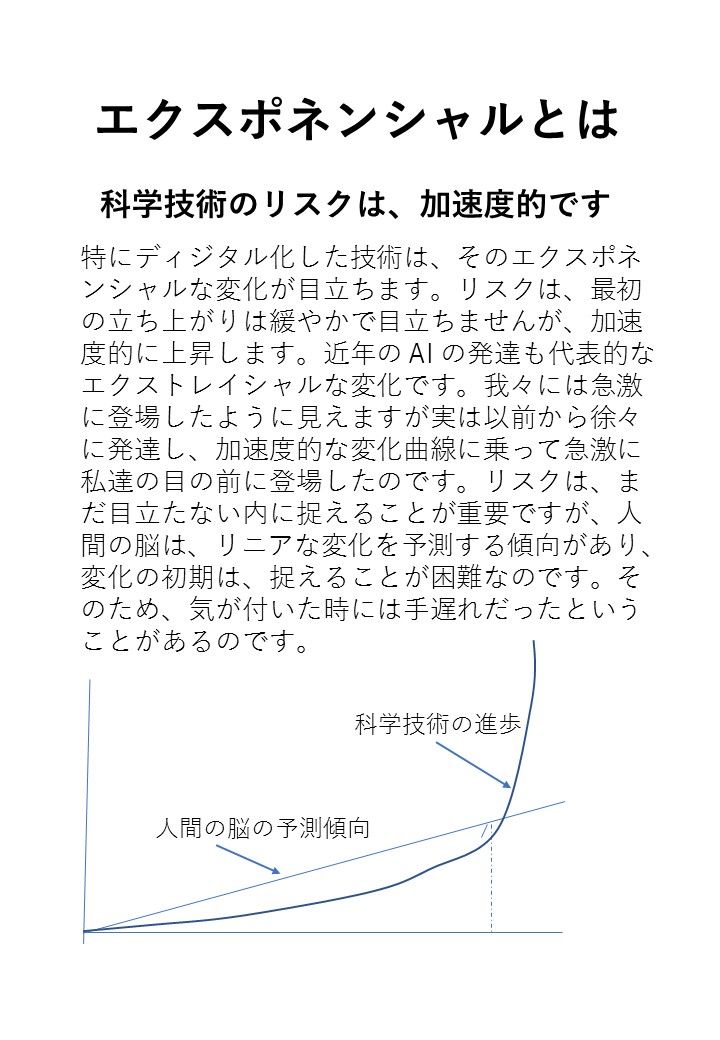 エクスポネンシャルとは
科学技術のリスクは、加速度的です
特にディジタル化した技術は、そのエクスポネ
ンシャルな変化が目立ちます。リスクは、最初
の立ち上がりは緩やかで目立ちませんが、加速
度的に上昇します。近年の AI の発達も代表的な
エクストレイシャルな変化です。我々には急激
に登場したように見えますが実は以前から徐々
に発達し、加速度的な変化曲線に乗って急激に
私達の目の前に登場したのです。リスクは、ま
だ目立たない内に捉えることが重要ですが、人
間の脳は、リニアな変化を予測する傾向があり、
変化の初期は、捉えることが困難なのです。そ
のため、気が付いた時には手遅れだったという
ことがあるのです。
科学技術の進歩
人間の脳の予測傾向